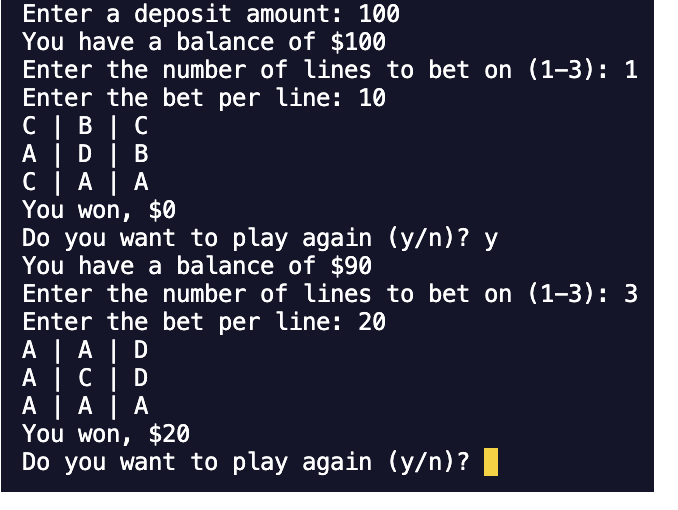 Enter a deposit amount: 100
You have a balance of $100
Enter the number of lines to bet on (1-3): 1
Enter the bet per line: 10
C | B | C
A | D | B
C | A | A
You won, $0
Do you want to play again (y/n)? y
You have a balance of $90
Enter the number of lines to bet on (1-3): 3
Enter the bet per line: 20
A | A | D
A | C | D
A | A | A
You won, $20
Do you want to play again (y/n)?